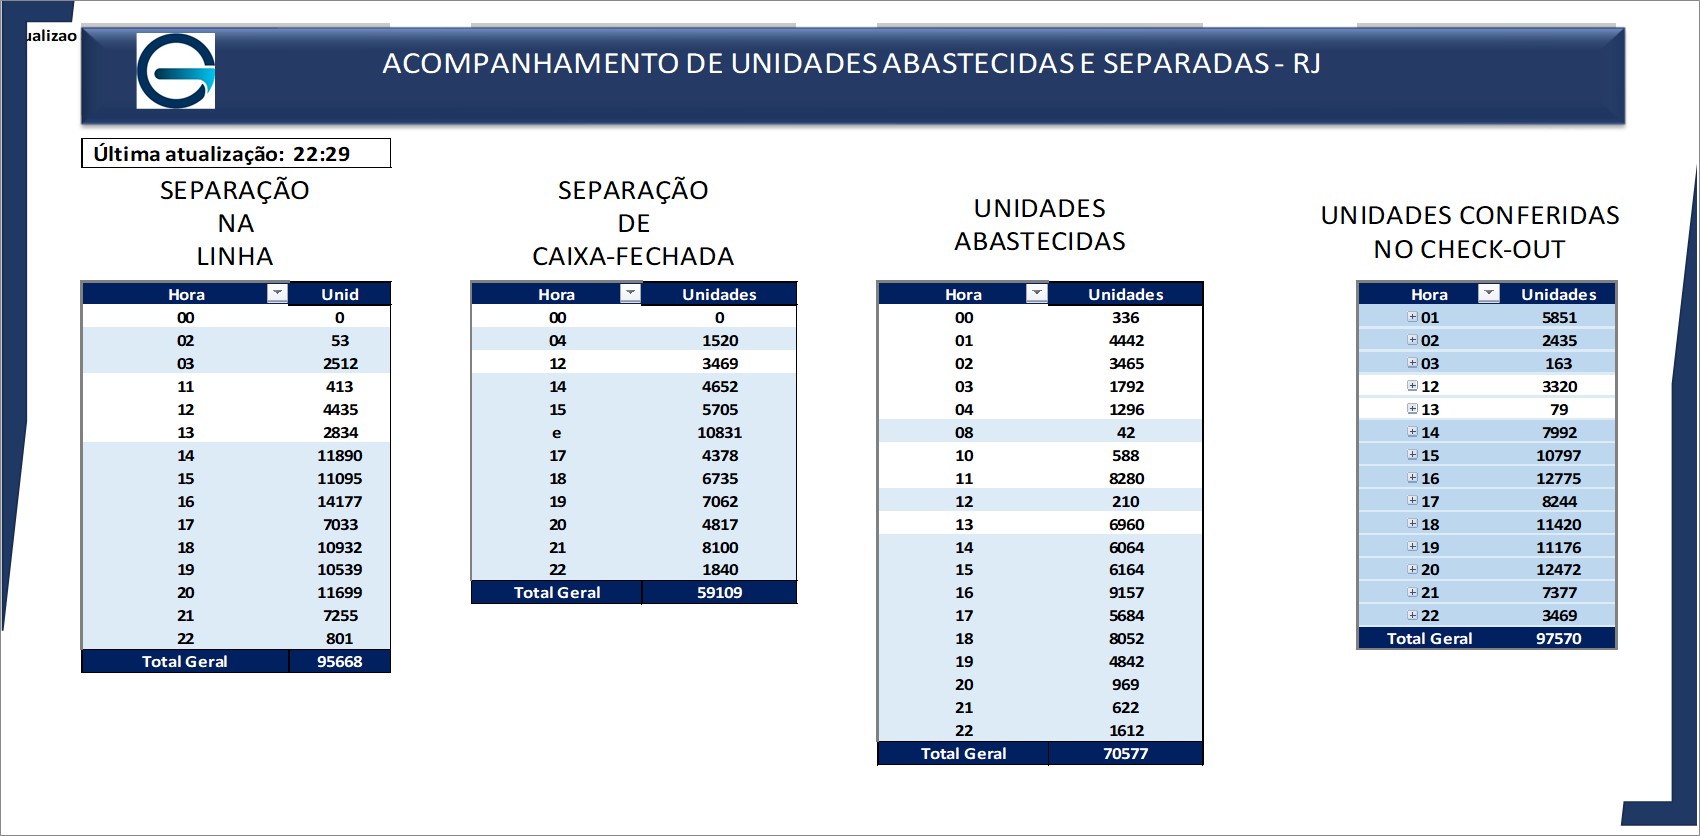 ualizao
ACOMPANHAMENTO DE UNIDADES ABASTECIDAS E SEPARADAS - RJ
Última atualização: 22:29
SEPARAÇÃO
NA
LINHA
Hora Unid
00 0
02 53
03 2512
11 413
12 4435
13 2834
14 11890
15 11095
16 14177
17 7033
18 10932
19 10539
20 11699
21 7255
22 801
Total Geral 95668
SEPARAÇÃO
DE
CAIXA-FECHADA
Hora Unidades
00 0
04 1520
12 3469
14 4652
15 5705
e 10831
17 4378
18 6735
19 7062
20 4817
21 8100
22 1840
Total Geral 59109
UNIDADES
ABASTECIDAS
Hora Unidades
00 336
01 4442
02 3465
03 1792
04 1296
08 42
10 588
11 8280
12 210
13 6960
14 6064
15 6164
16 9157
17 5684
18 8052
19 4842
20 969
21 622
22 1612
Total Geral 70577
UNIDADES CONFERIDAS
NO CHECK-OUT
Hora Unidades
01 5851
02 2435
03 163
12 3320
13 79
14 7992
15 10797
16 12775
17 8244
18 11420
19 11176
20 12472
21 7377
22 3469
Total Geral 97570